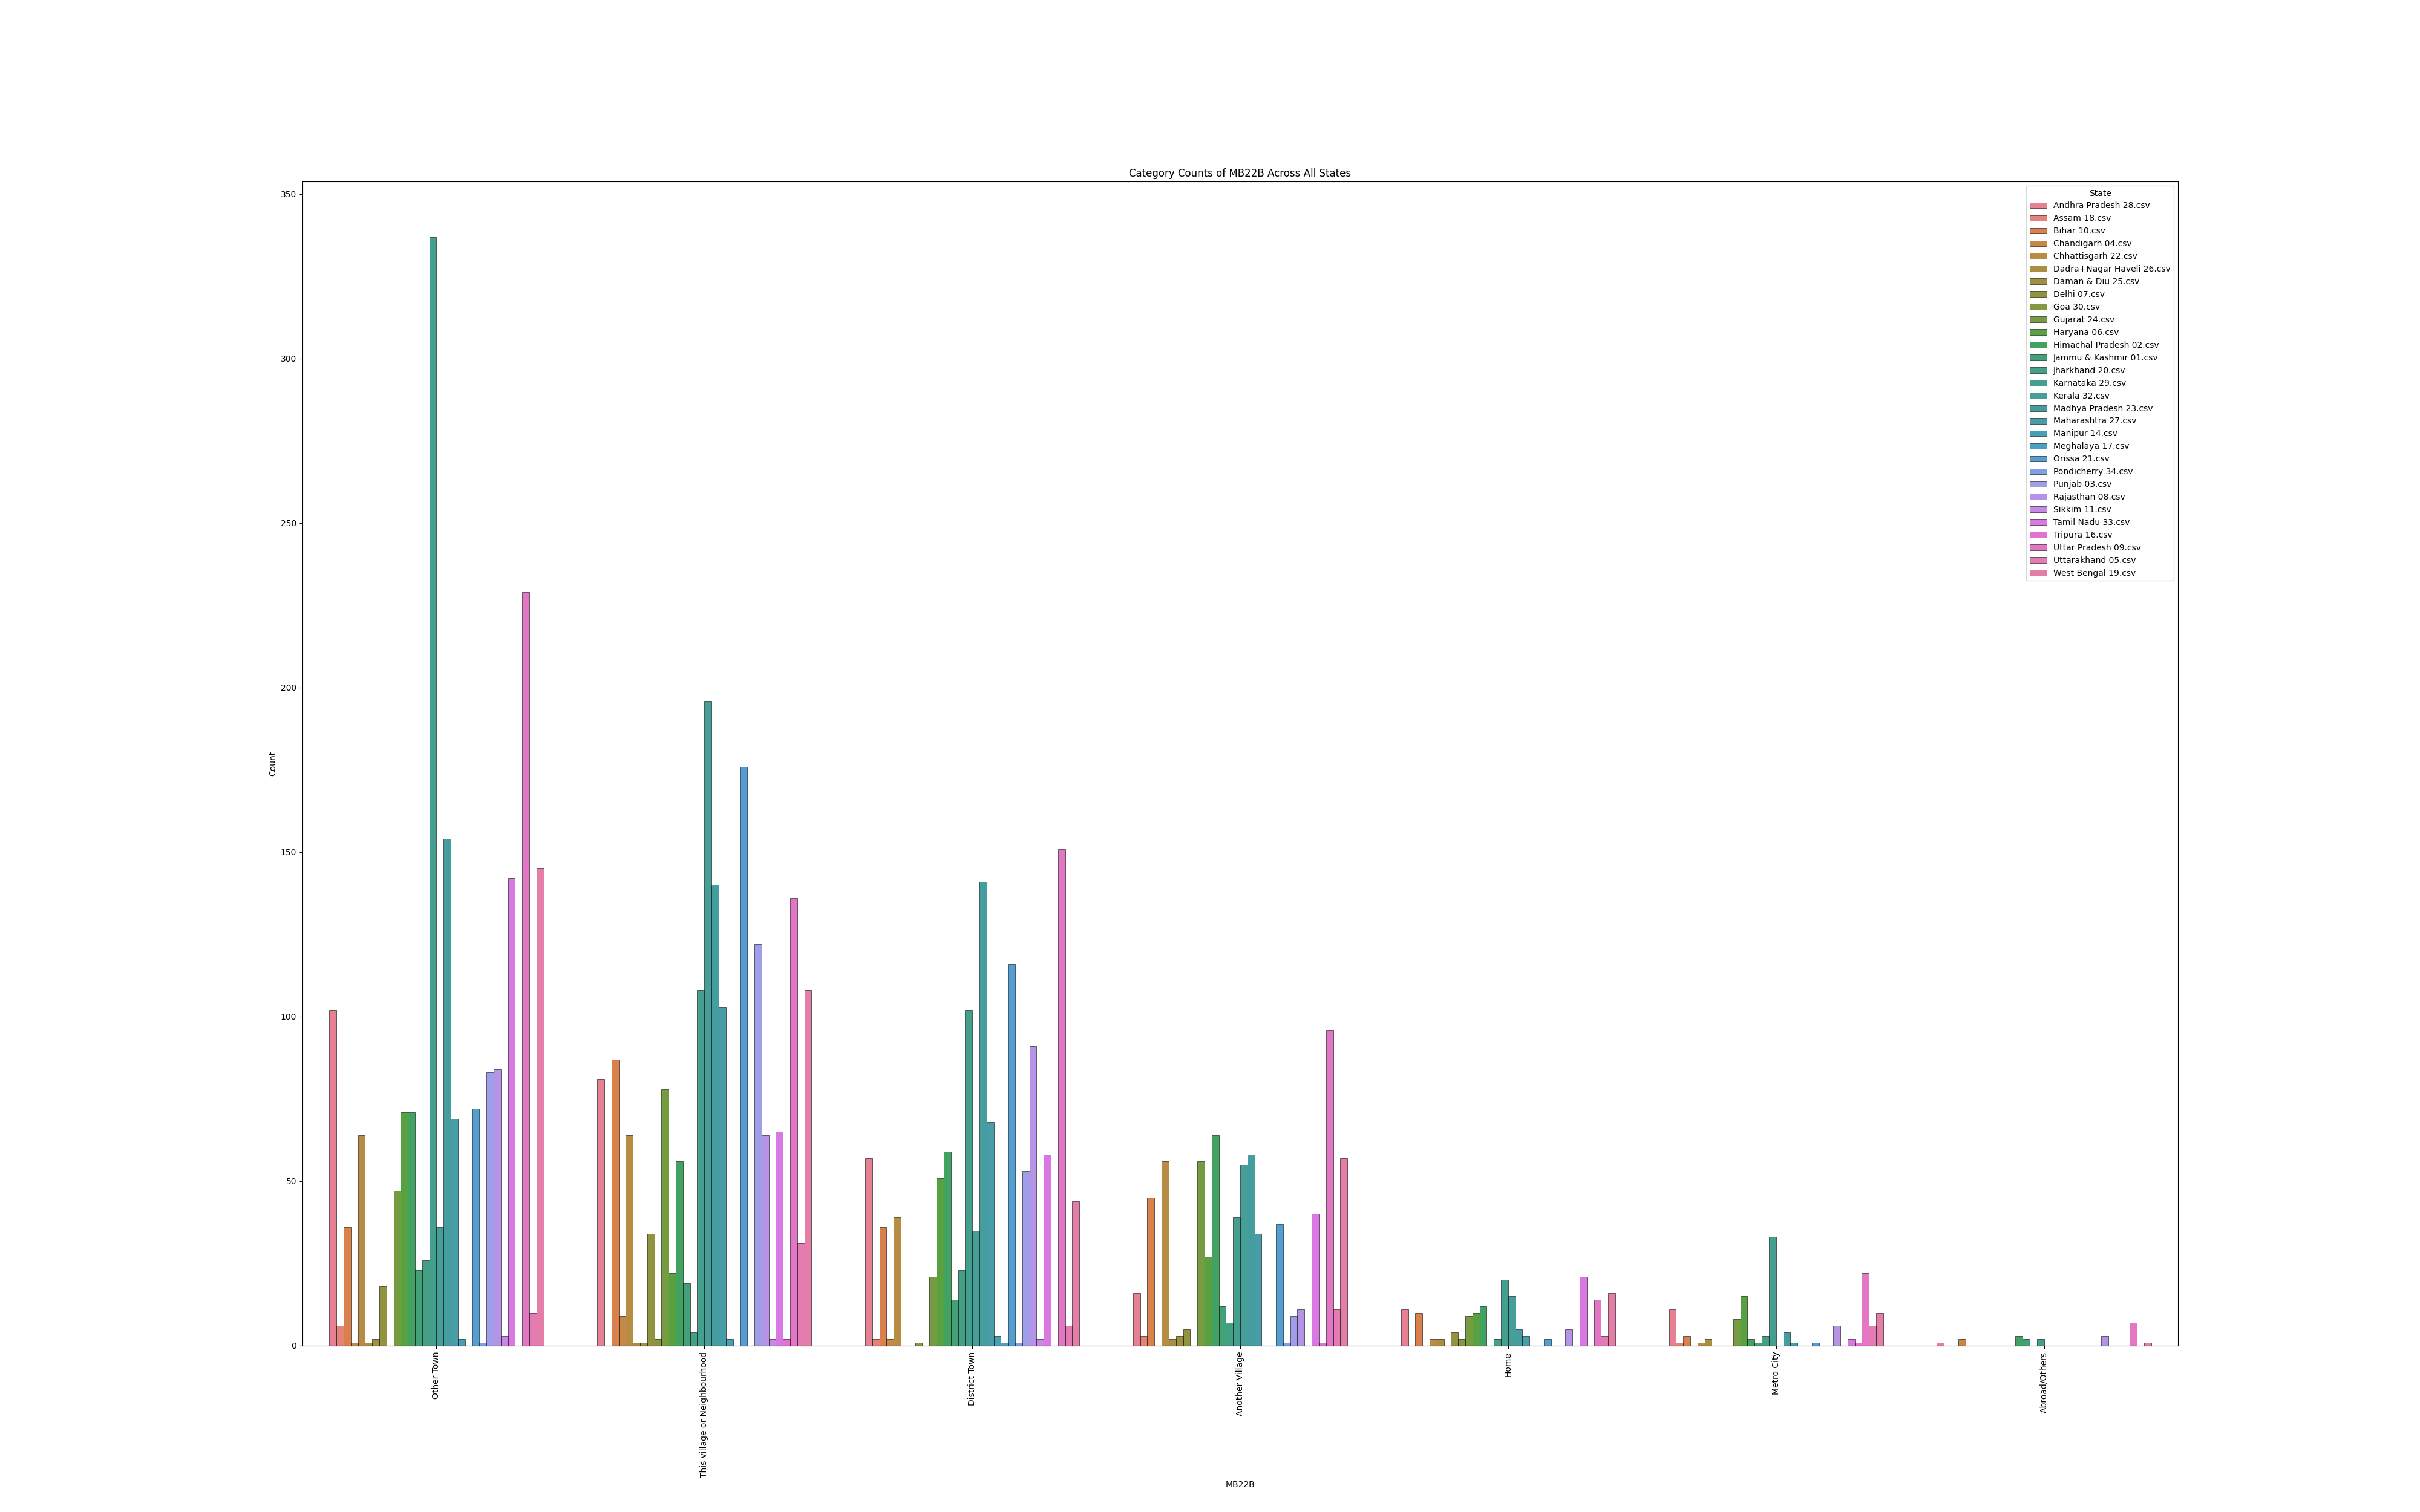 Category Counts of MB22B Across All States
350
300
250
200
150
100
50
0
Count
State
Andhra Pradesh 28.csv
Assam 18.csv
Bihar 10.csv
Chandigarh 04.csv
Chhattisgarh 22.csv
Dadra+Nagar Haveli 26.csv
Daman & Diu 25.csv
Delhi 07.csv
Goa 30.csv
Gujarat 24.csv
Haryana 06.csv
Himachal Pradesh 02.csv
Jammu & Kashmir 01.csv
Jharkhand 20.csv
Karnataka 29.csv
Kerala 32.csv
Madhya Pradesh 23.csv
Maharashtra 27.csv
Manipur 14.csv
Meghalaya 17.csv
Orissa 21.csv
Pondicherry 34.csv
Punjab 03.csv
Rajasthan 08.csv
Sikkim 11.csv
Tamil Nadu 33.csv
Tripura 16.csv
Uttar Pradesh 09.csv
Uttarakhand 05.csv
West Bengal 19.csv
Other Town
This village or Neighbourhood
District Town
Another Village
Home
Metro City
Abroad/Others
MB22B